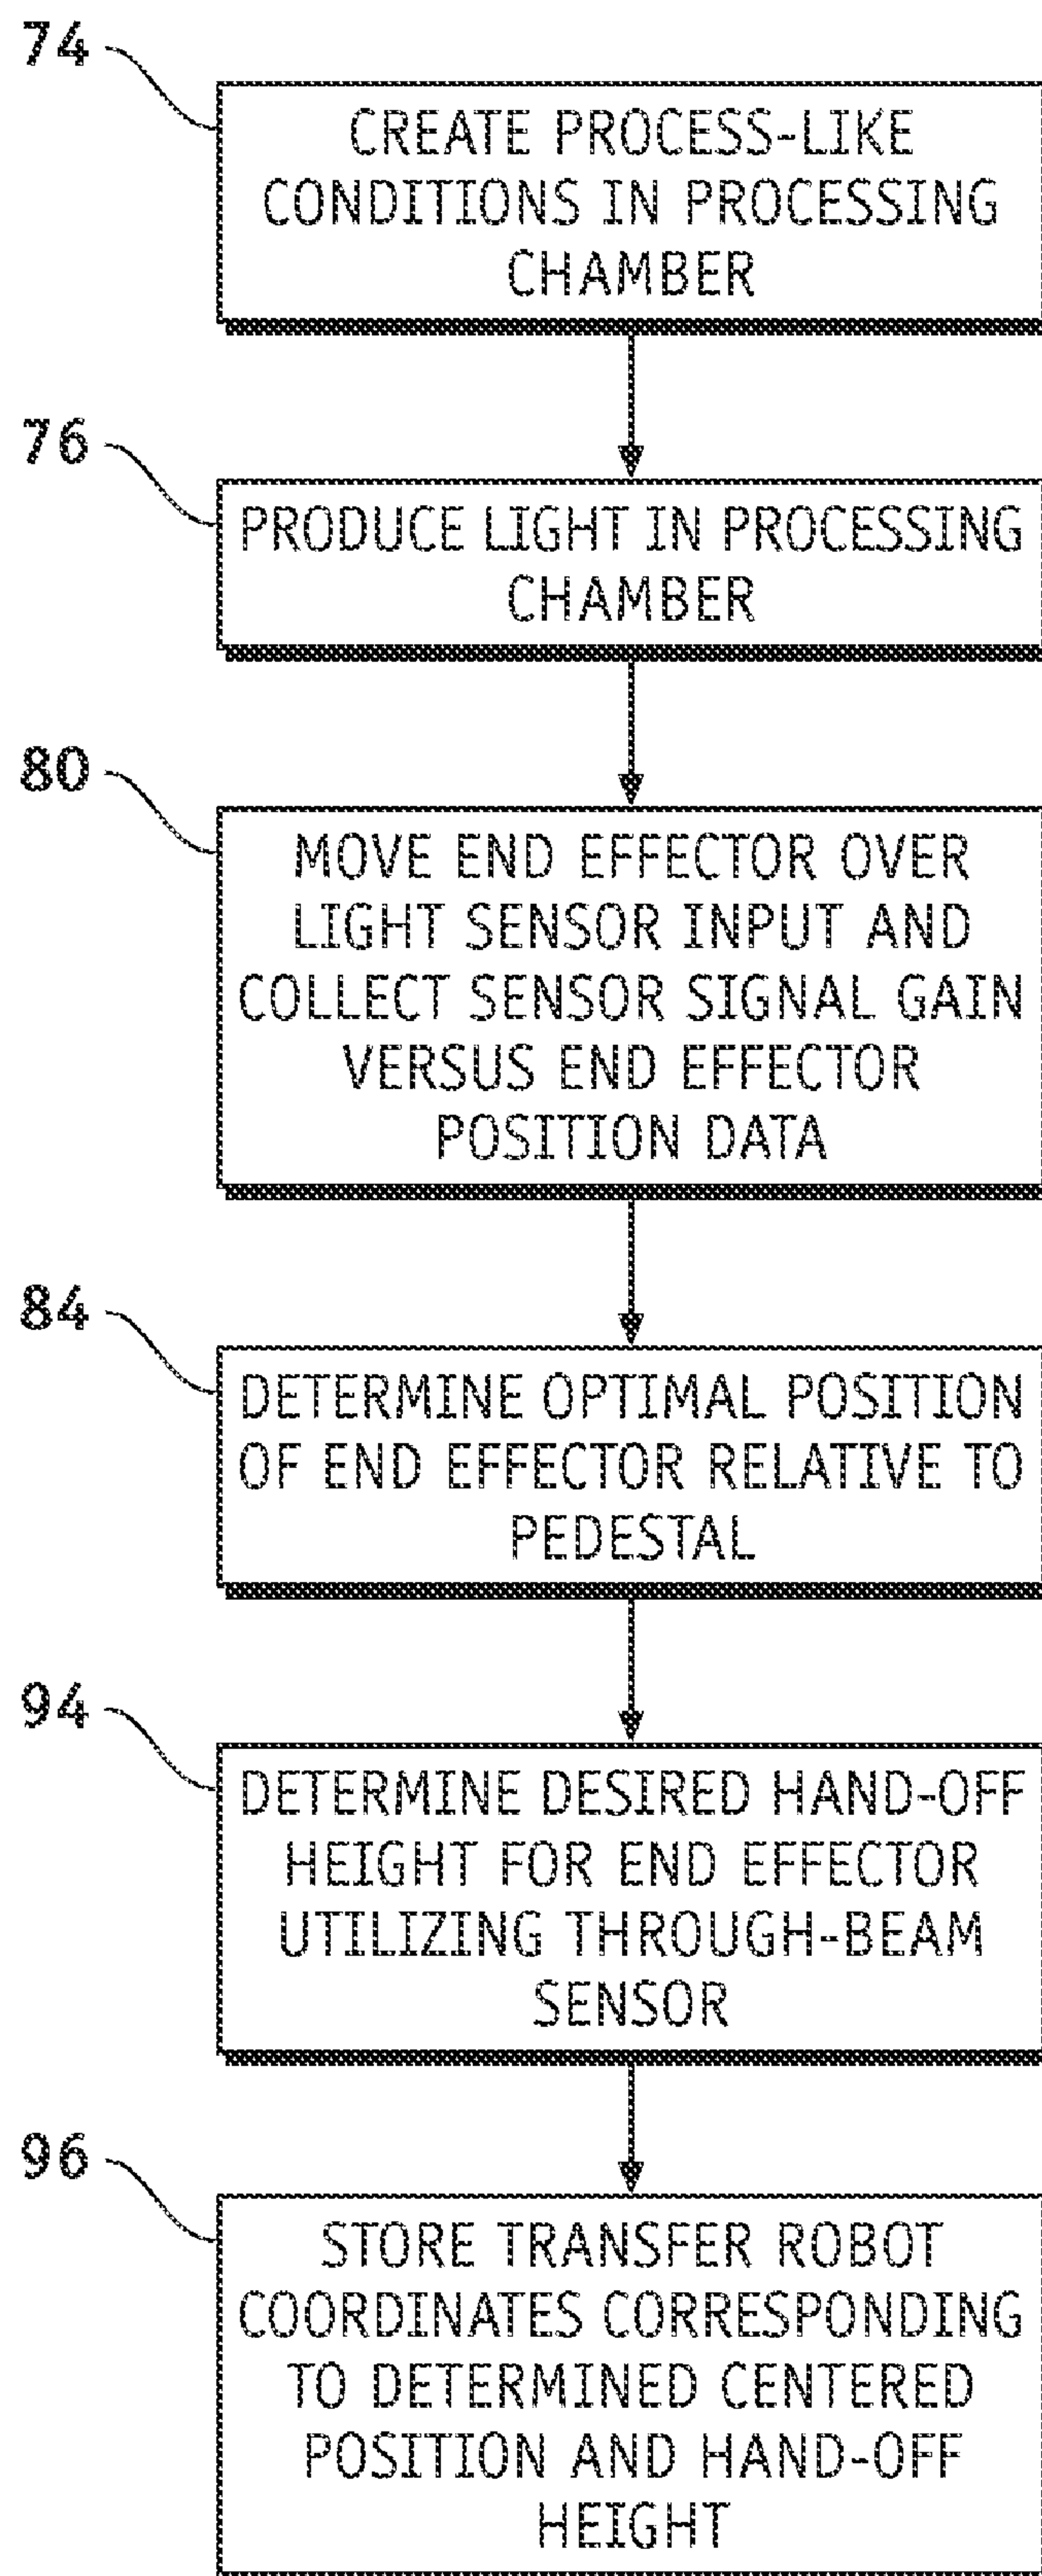 74
CREATE PROCESS-LIKE
CONDITIONS IN PROCESSING
CHAMBER
76
PRODUCE LIGHT IN PROCESSING
CHAMBER
80
MOVE END EFFECTOR OVER
LIGHT SENSOR INPUT AND
COLLECT SENSOR SIGNAL GAIN
VERSUS END EFFECTOR
POSITION DATA
84
DETERMINE OPTIMAL POSITION
OF END EFFECTOR RELATIVE TO
PEDESTAL
94
DETERMINE DESIRED HAND-OFF
HEIGHT FOR END EFFECTOR
UTILIZING THROUGH-BEAM
SENSOR
96
STORE TRANSFER ROBOT
COORDINATES CORRESPONDING
TO DETERMINED CENTERED
POSITION AND HAND-OFF
HEIGHT